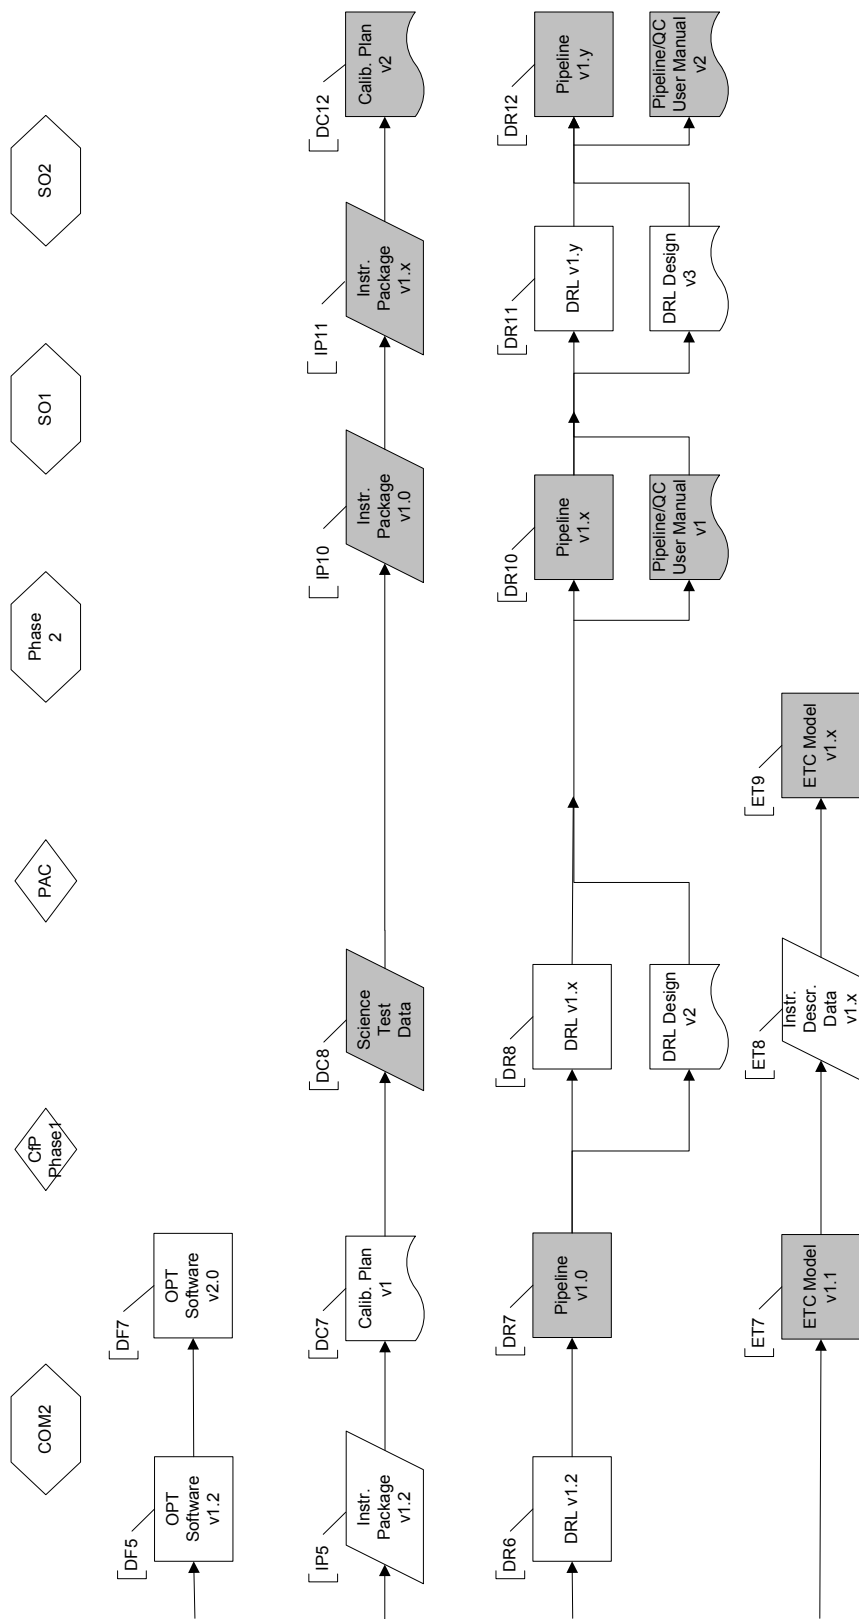 COM2
CfP
Phase1
PAC
Phase
2
SO1
SO2
DF5
OPT
Software
v1.2
DF7
OPT
Software
v2.0
IP5
Instr.
Package
v1.2
DC7
Calib. Plan
v1
DC8
Science
Test
Data
IP10
Instr.
Package
v1.0
IP11
Instr.
Package
v1.x
DC12
Calib. Plan
v2
DR6
DRL v1.2
DR7
Pipeline
v1.0
DR8
DRL v1.x
DR10
Pipeline
v1.x
DR11
DRL v1.y
DR12
Pipeline
v1.y
DRL Design
v2
Pipeline/QC
User Manual
v1
DRL Design
v3
Pipeline/QC
User Manual
v2
ET7
ETC Model
v1.1
ET8
Instr.
Descr.
Data
v1.x
ET9
ETC Model
v1.x